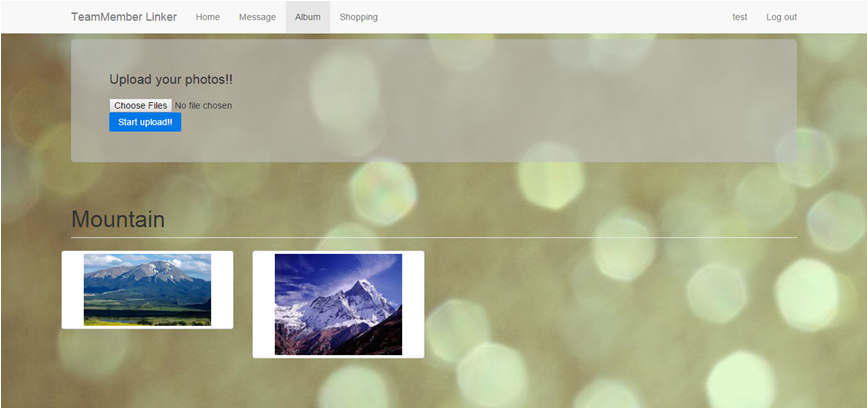 TeamMember Linker Home Message Album Shopping test Log out
Upload your photos!!
Choose Files No file chosen
Start upload!!
Mountain